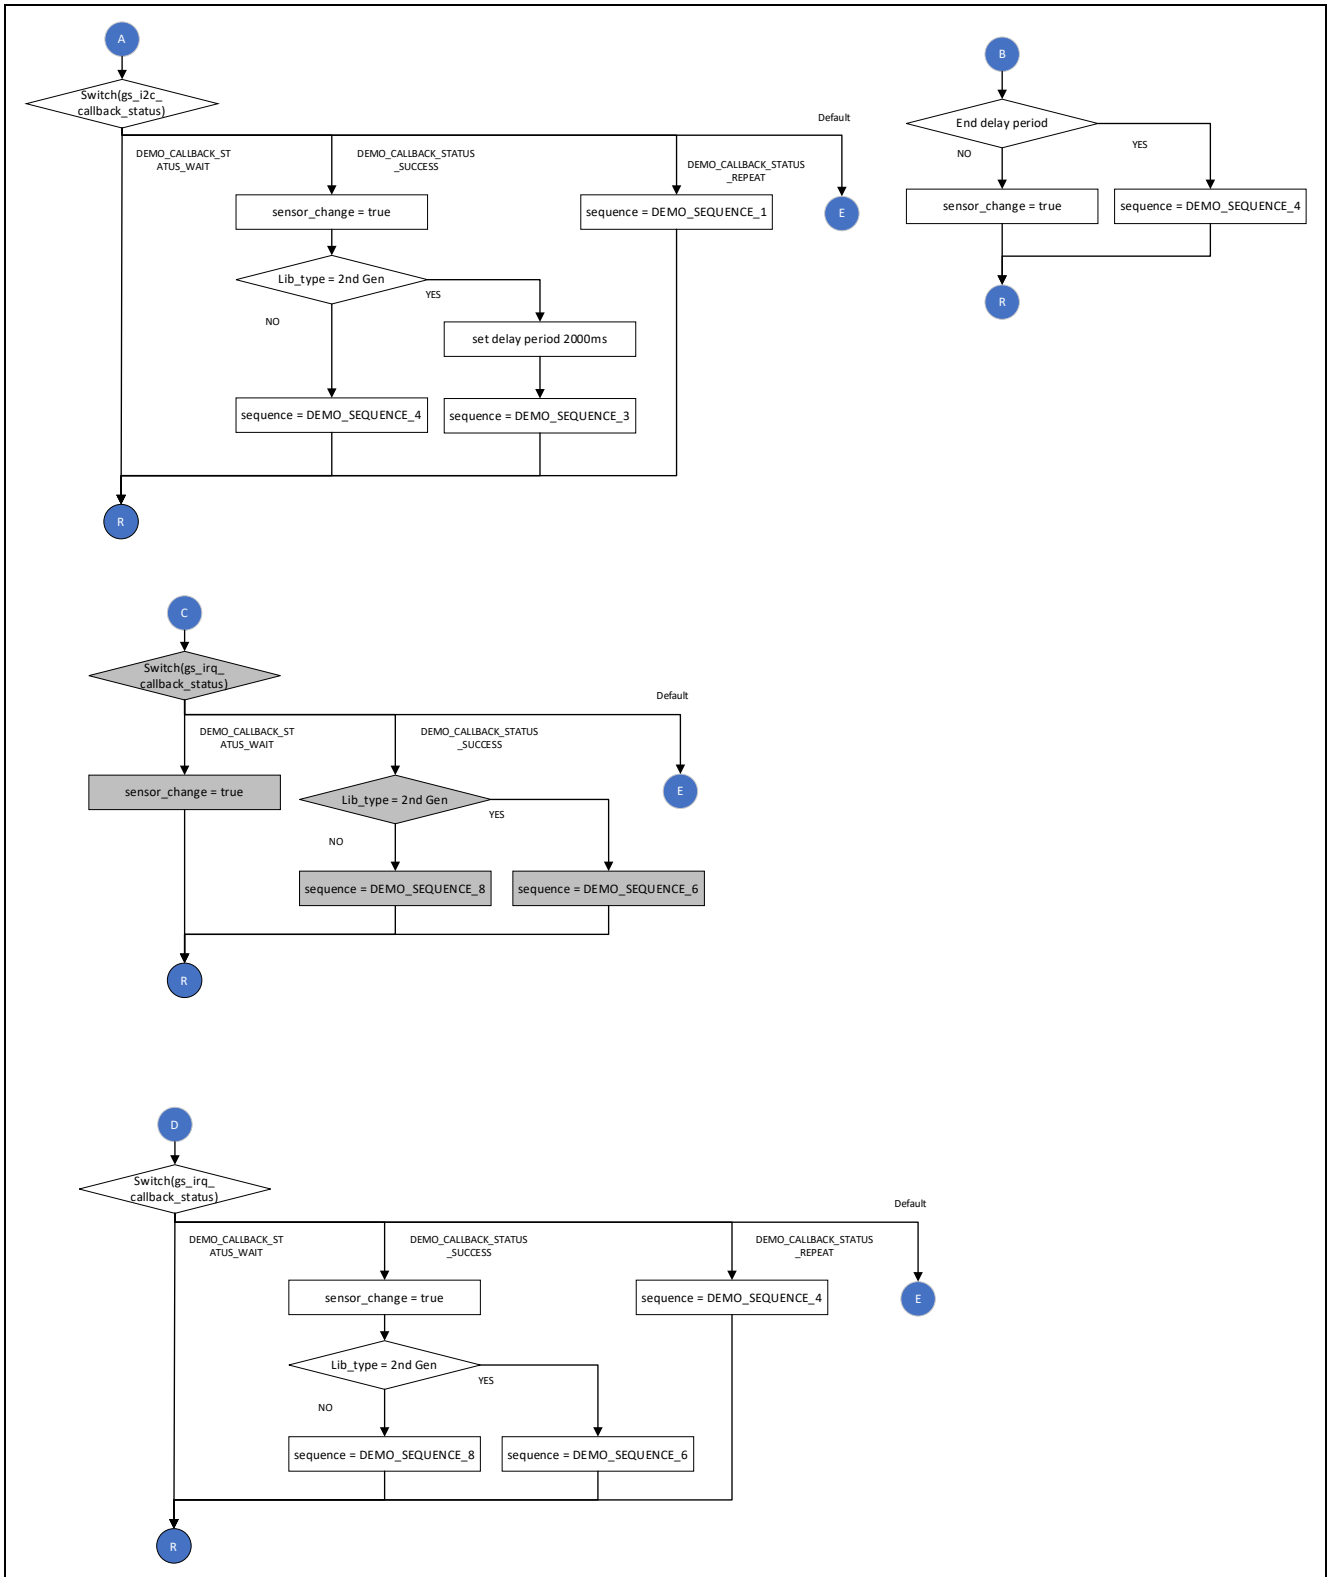 A
Switch(gs_i2c_
callback_status)
Default
DEMO_CALLBACK_ST
ATUS_WAIT
DEMO_CALLBACK_STATUS
_SUCCESS
DEMO_CALLBACK_STATUS
_REPEAT
sensor_change = true
sequence = DEMO_SEQUENCE_1
E
Lib_type = 2nd Gen
YES
NO
set delay period 2000ms
sequence = DEMO_SEQUENCE_4
sequence = DEMO_SEQUENCE_3
R
B
End delay period
NO
YES
sensor_change = true
sequence = DEMO_SEQUENCE_4
R
C
Switch(gs_irq_
callback_status)
Default
DEMO_CALLBACK_ST
ATUS_WAIT
DEMO_CALLBACK_STATUS
_SUCCESS
sensor_change = true
Lib_type = 2nd Gen
E
YES
NO
sequence = DEMO_SEQUENCE_8
sequence = DEMO_SEQUENCE_6
R
D
Switch(gs_irq_
callback_status)
Default
DEMO_CALLBACK_ST
ATUS_WAIT
DEMO_CALLBACK_STATUS
_SUCCESS
DEMO_CALLBACK_STATUS
_REPEAT
sensor_change = true
sequence = DEMO_SEQUENCE_4
E
Lib_type = 2nd Gen
YES
NO
sequence = DEMO_SEQUENCE_8
sequence = DEMO_SEQUENCE_6
R